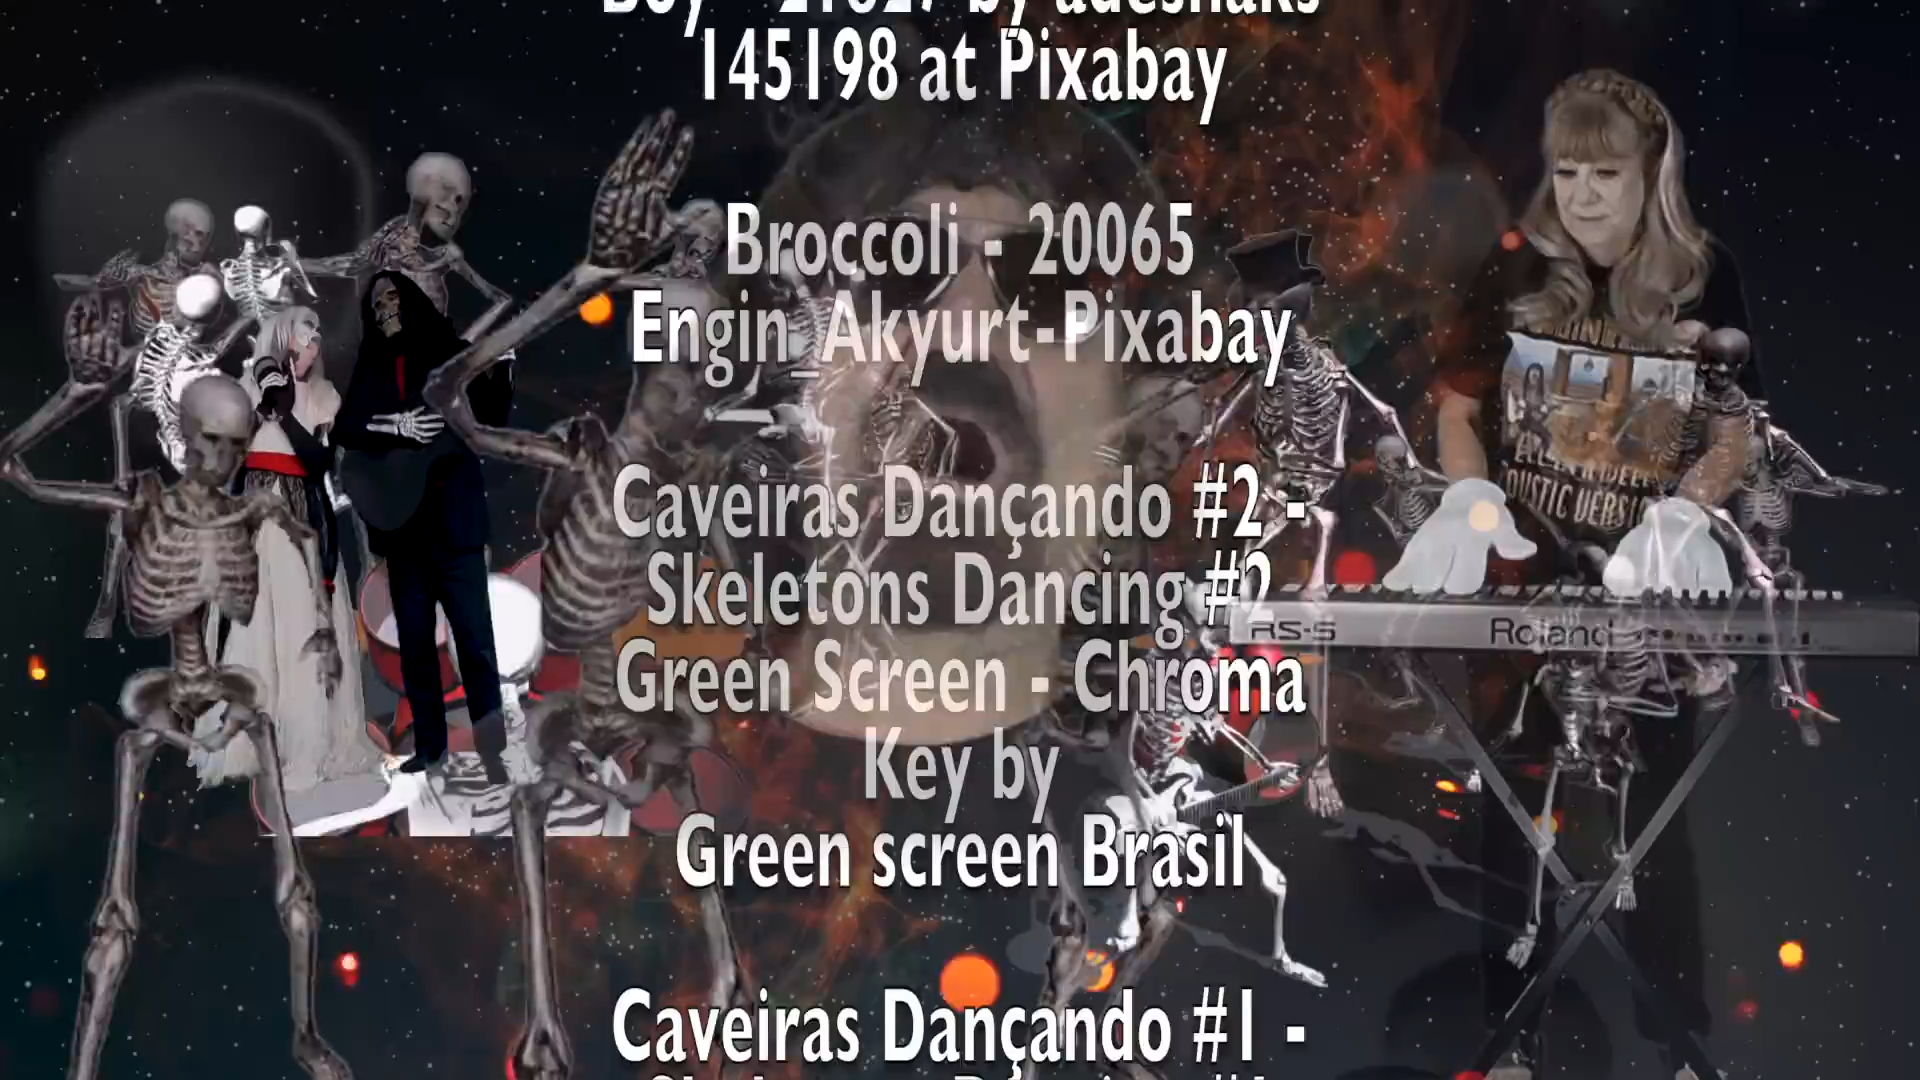 145198 at Pixabay
Broccoli - 20065
Engin_Akyurt-Pixabay
Caveiras Dançando #2 -
Skeletons Dancing #2
Green Screen - Chroma
Key by
Green screen Brasil
Caveiras Dançando #1 -
RS-5
Roland